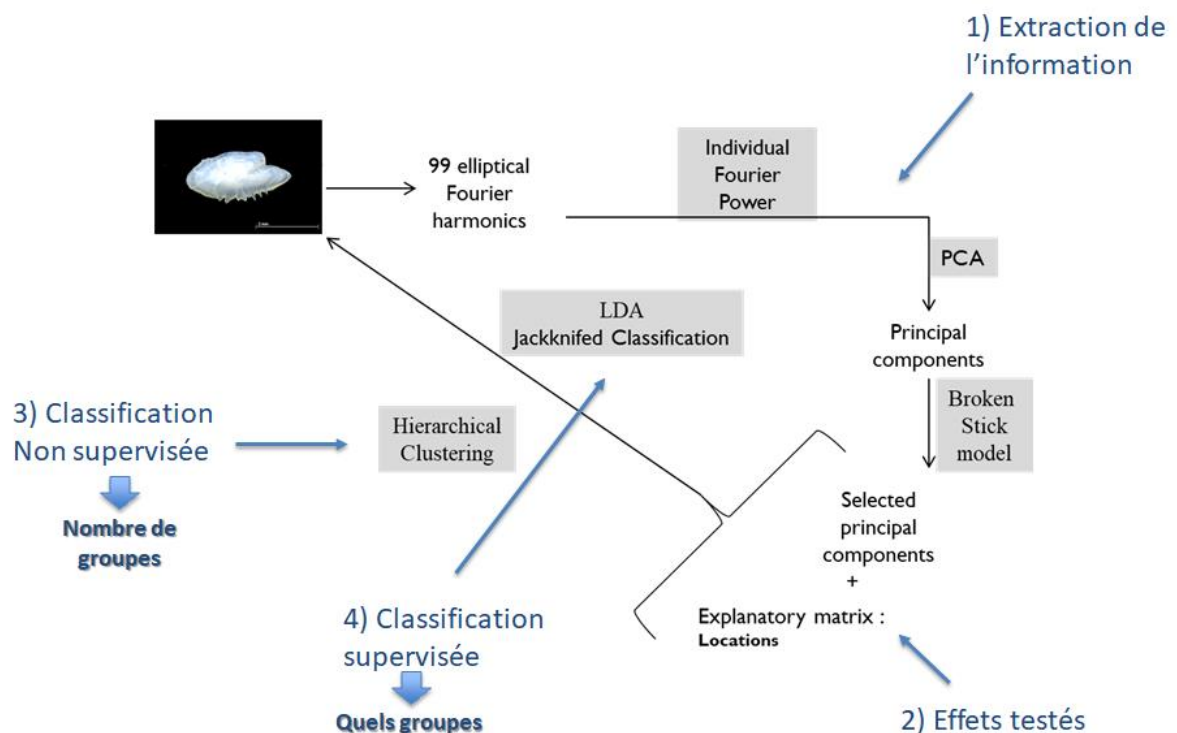 1) Extraction de
l'information
99 elliptical
Fourier
harmonics
Individual
Fourier
Power
PCA
LDA
Jackknifed Classification
Principal
components
3) Classification
Non supervisée
Nombre de
groupes
Hierarchical
Clustering
Broken
Stick
model
Selected
principal
components
+
Explanatory matrix :
Locations
4) Classification
supervisée
Quels groupes
2) Effets testés